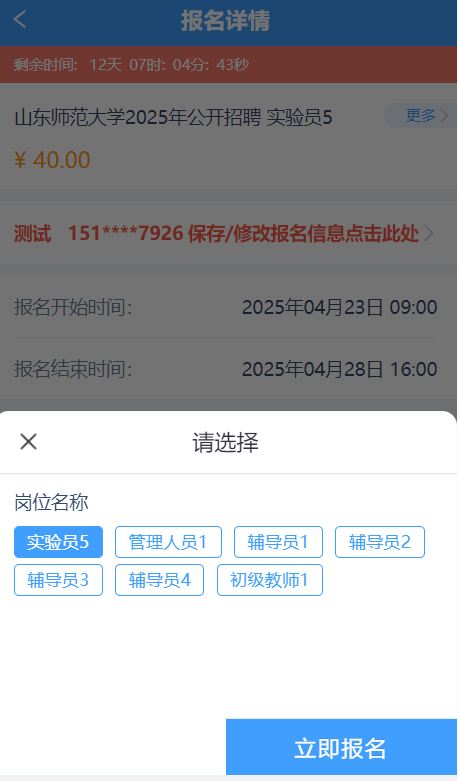 报名详情
剩余时间: 12天 07时: 04分: 43秒
山东师范大学2025年公开招聘 实验员5 更多
¥ 40.00
测试 151****7926 保存/修改报名信息点击此处
报名开始时间: 2025年04月23日 09:00
报名结束时间: 2025年04月28日 16:00
请选择
岗位名称
实验员5 管理人员1 辅导员1 辅导员2
辅导员3 辅导员4 初级教师1
立即报名